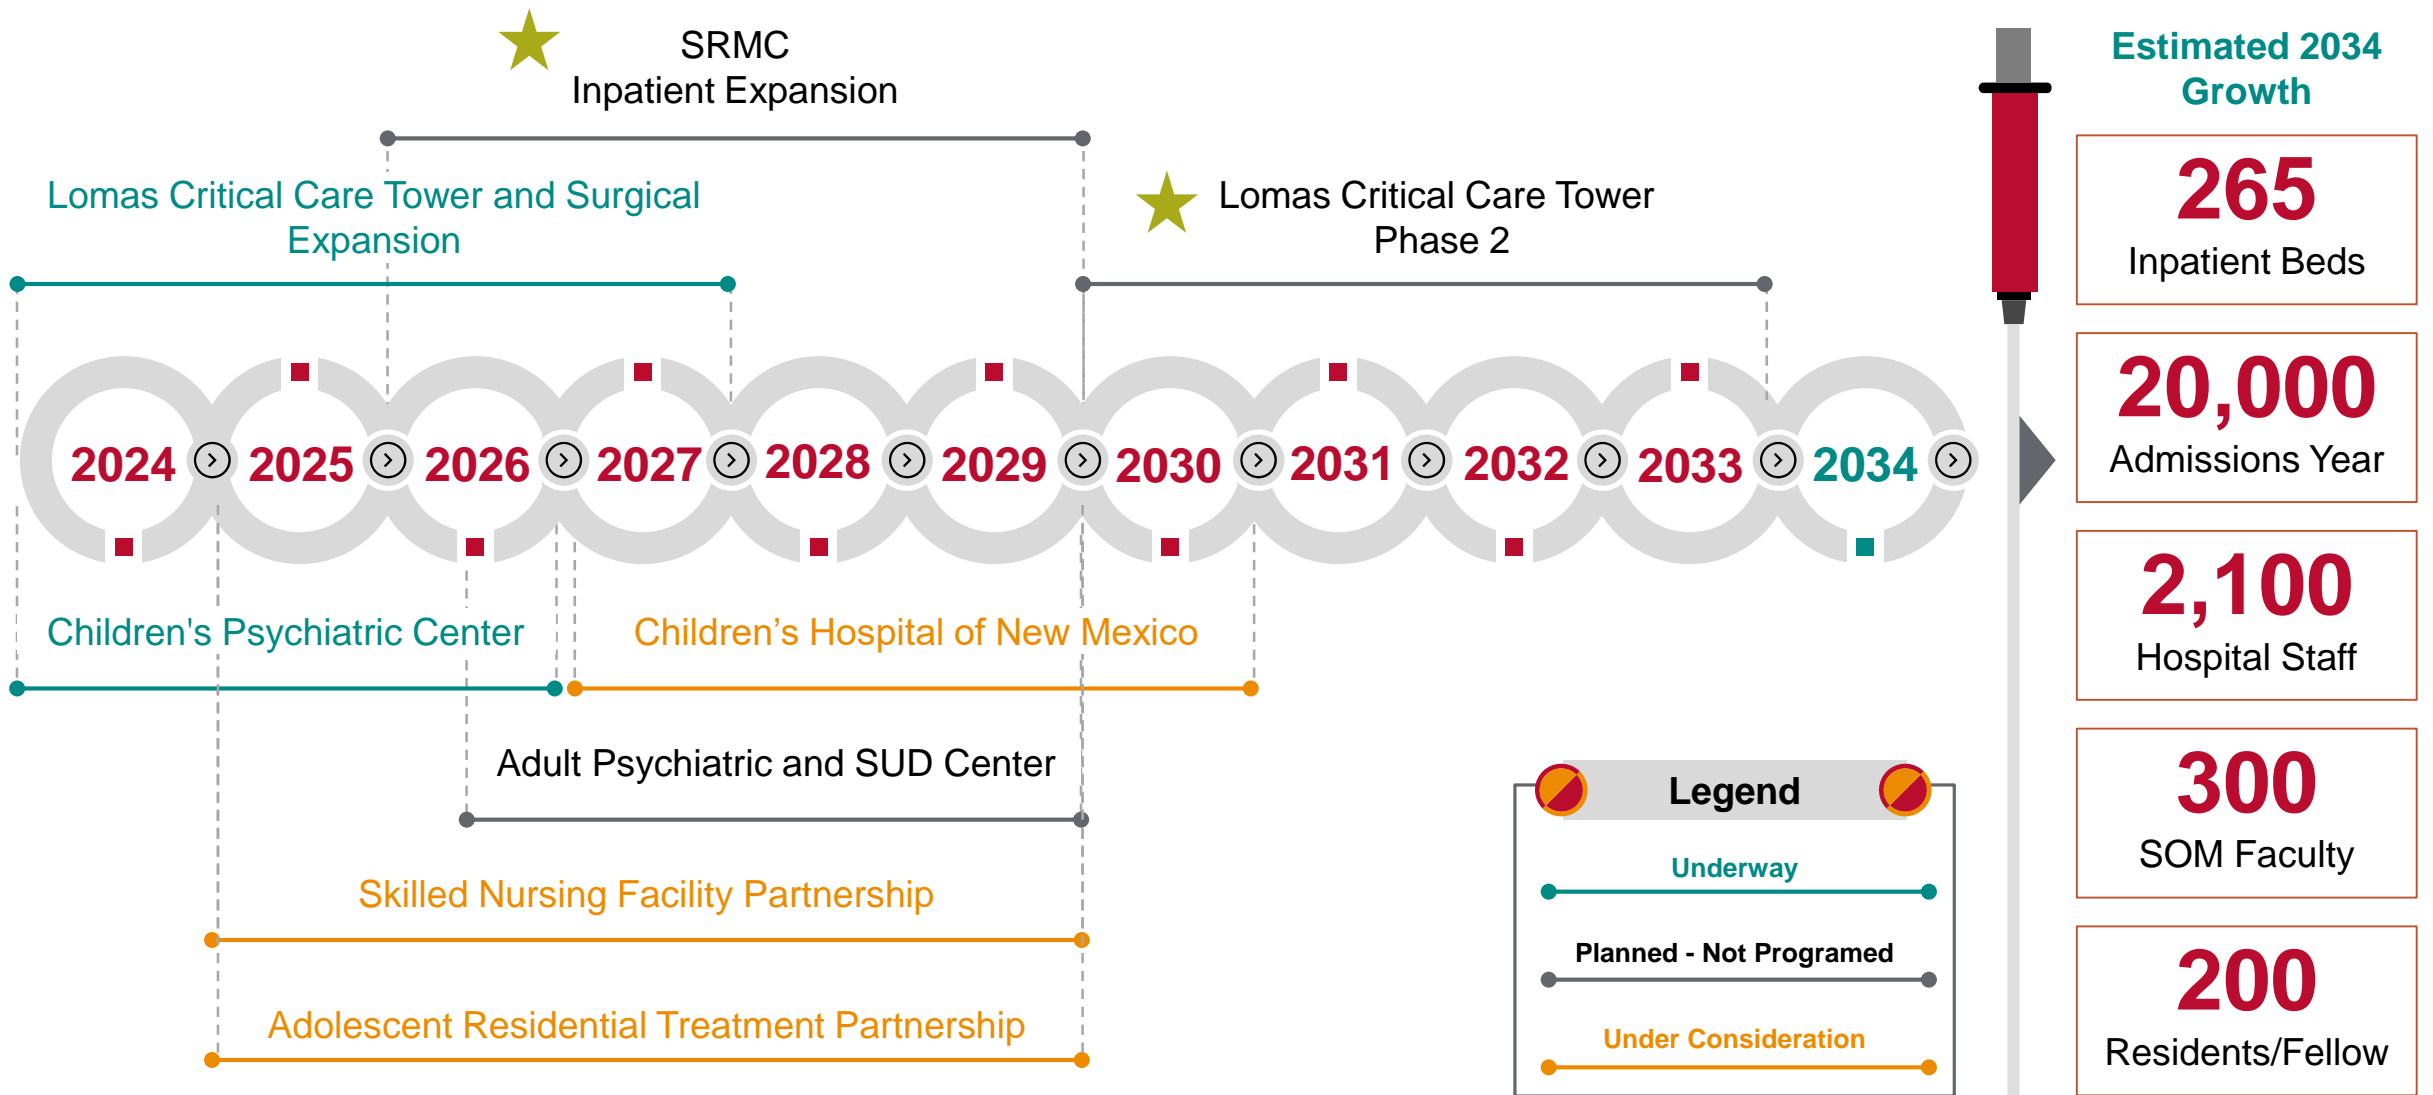 SRMC
Inpatient Expansion
Lomas Critical Care Tower and Surgical
Expansion
Lomas Critical Care Tower
Phase 2
2024
2025
2026
2027
2028
2029
2030
2031
2032
2033
2034
Children's Psychiatric Center
Children’s Hospital of New Mexico
Adult Psychiatric and SUD Center
Skilled Nursing Facility Partnership
Adolescent Residential Treatment Partnership
Legend
Underway
Planned - Not Programed
Under Consideration
Estimated 2034
Growth
265
Inpatient Beds
20,000
Admissions Year
2,100
Hospital Staff
300
SOM Faculty
200
Residents/Fellow